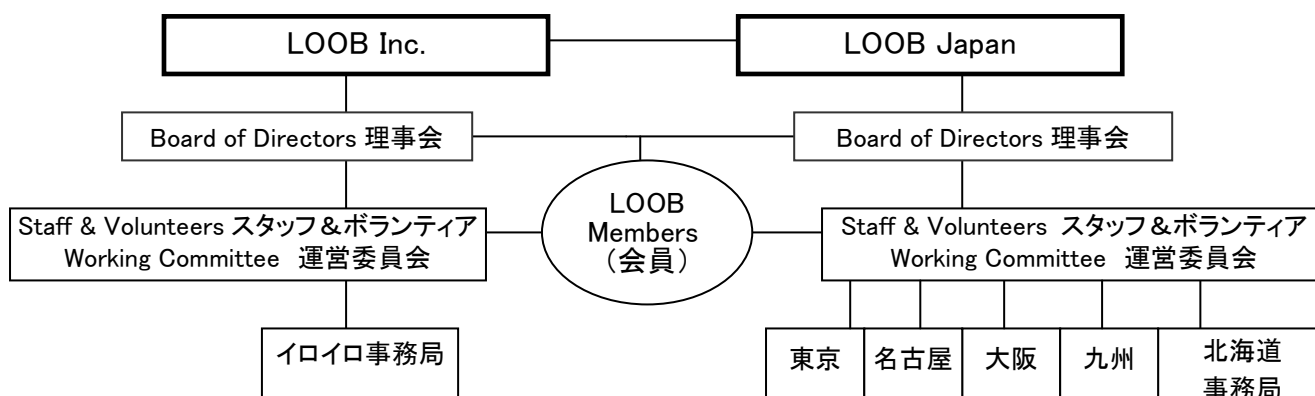 LOOB Inc.
LOOB Japan
Board of Directors 理事会
Board of Directors 理事会
LOOB
Members
（会員）
Staff & Volunteers スタッフ＆ボランティア
Working Committee 運営委員会
Staff & Volunteers スタッフ＆ボランティア
Working Committee 運営委員会
イロイロ事務局
東京
名古屋
大阪
九州
北海道
事務局